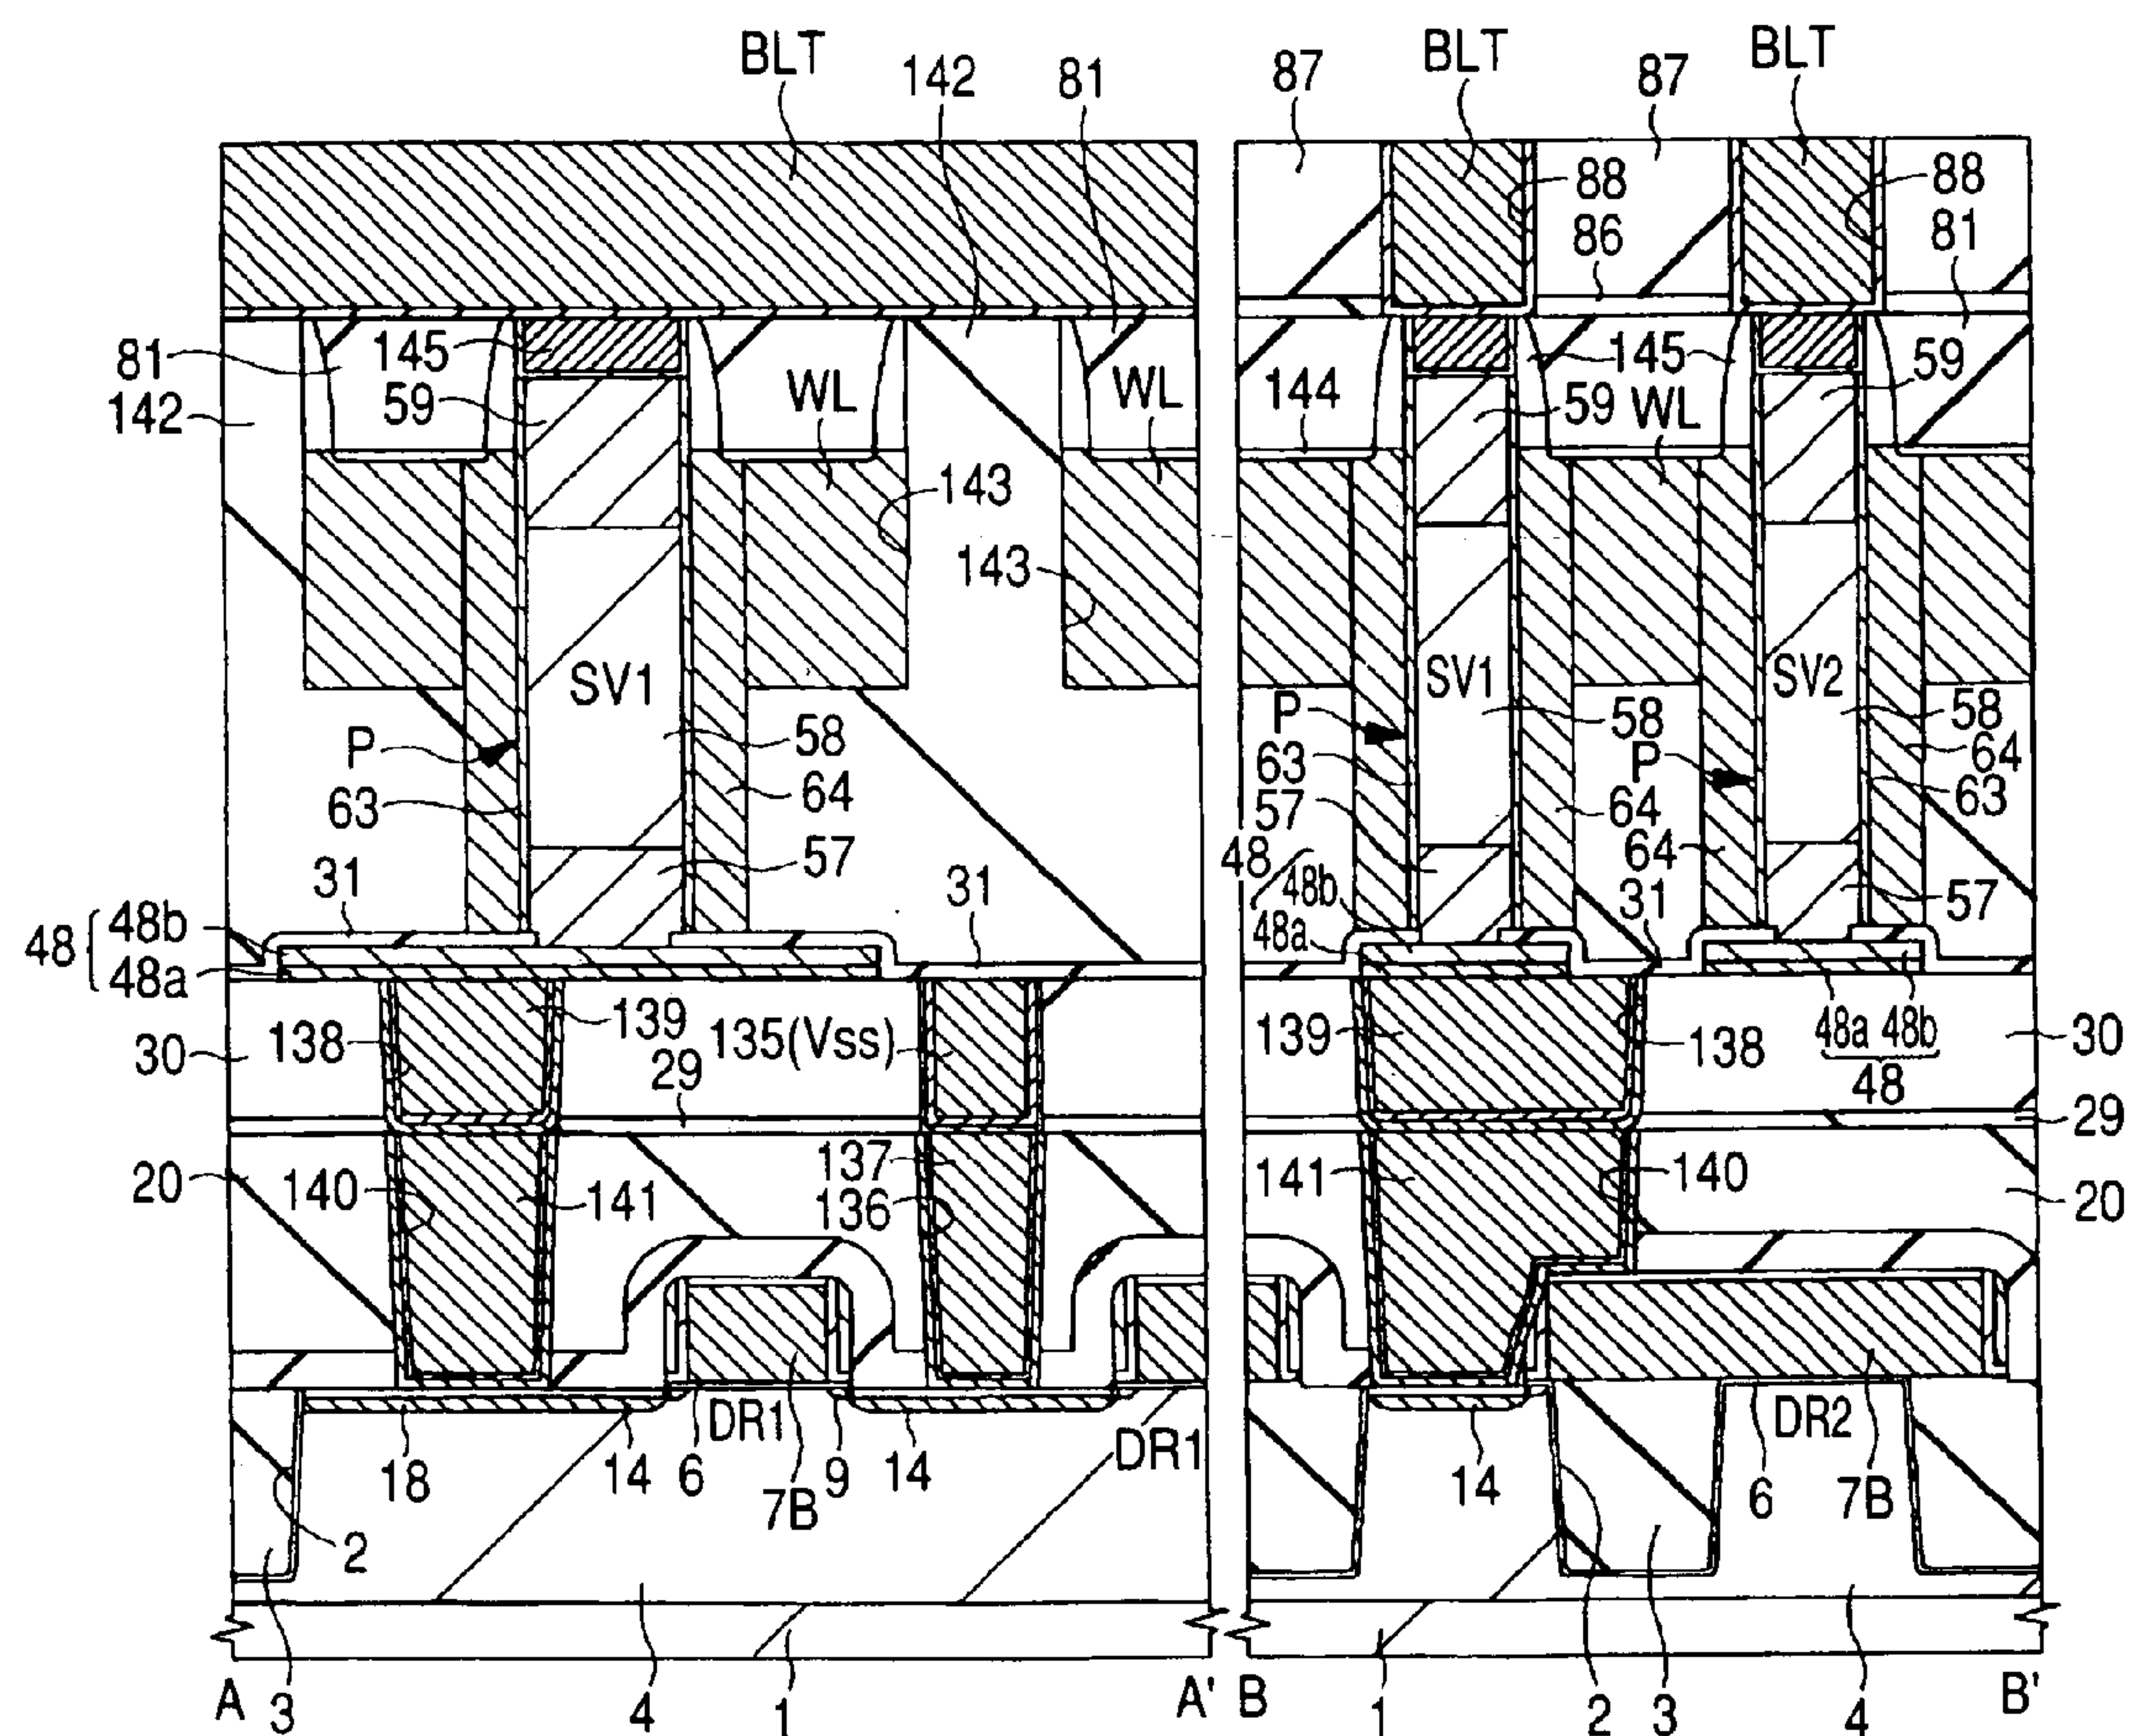 BLT 142 81 87 BLT 87 BLT
88 88
86 81
81 145 145 59
142 59 WL WL 144 59 WL
143
143
SV1 SV1 SV2
P 58 P 58 58
63 64 63 P 64
57 57 64 63
31 31 48 64 57
48 48b 48b 31
48a 48a
30 138 139 135(VSS) 139 138 48a 48b 30
29 48 29
20 140 141 137 141 140 20
136
18 14 DR1 6 7B 9 14 DR1 14 DR2 6 7B
2
A 3 4 1 A' B 1 2 3 4 B'